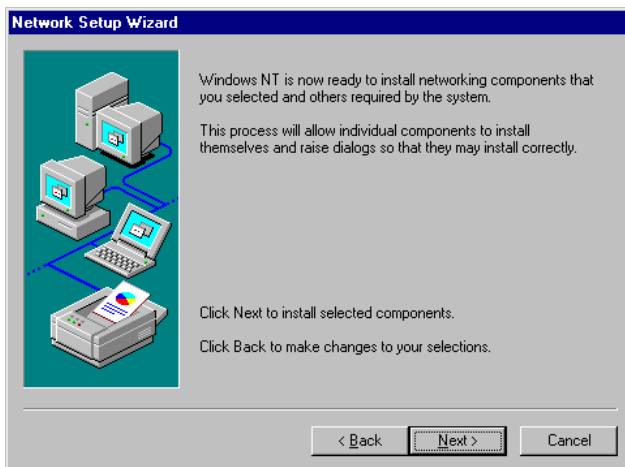 Network Setup Wizard
Windows NT is now ready to install networking components that
you selected and others required by the system.
This process will allow individual components to install
themselves and raise dialogs so that they may install correctly.
Click Next to install selected components.
Click Back to make changes to your selections.
< Back Next > Cancel